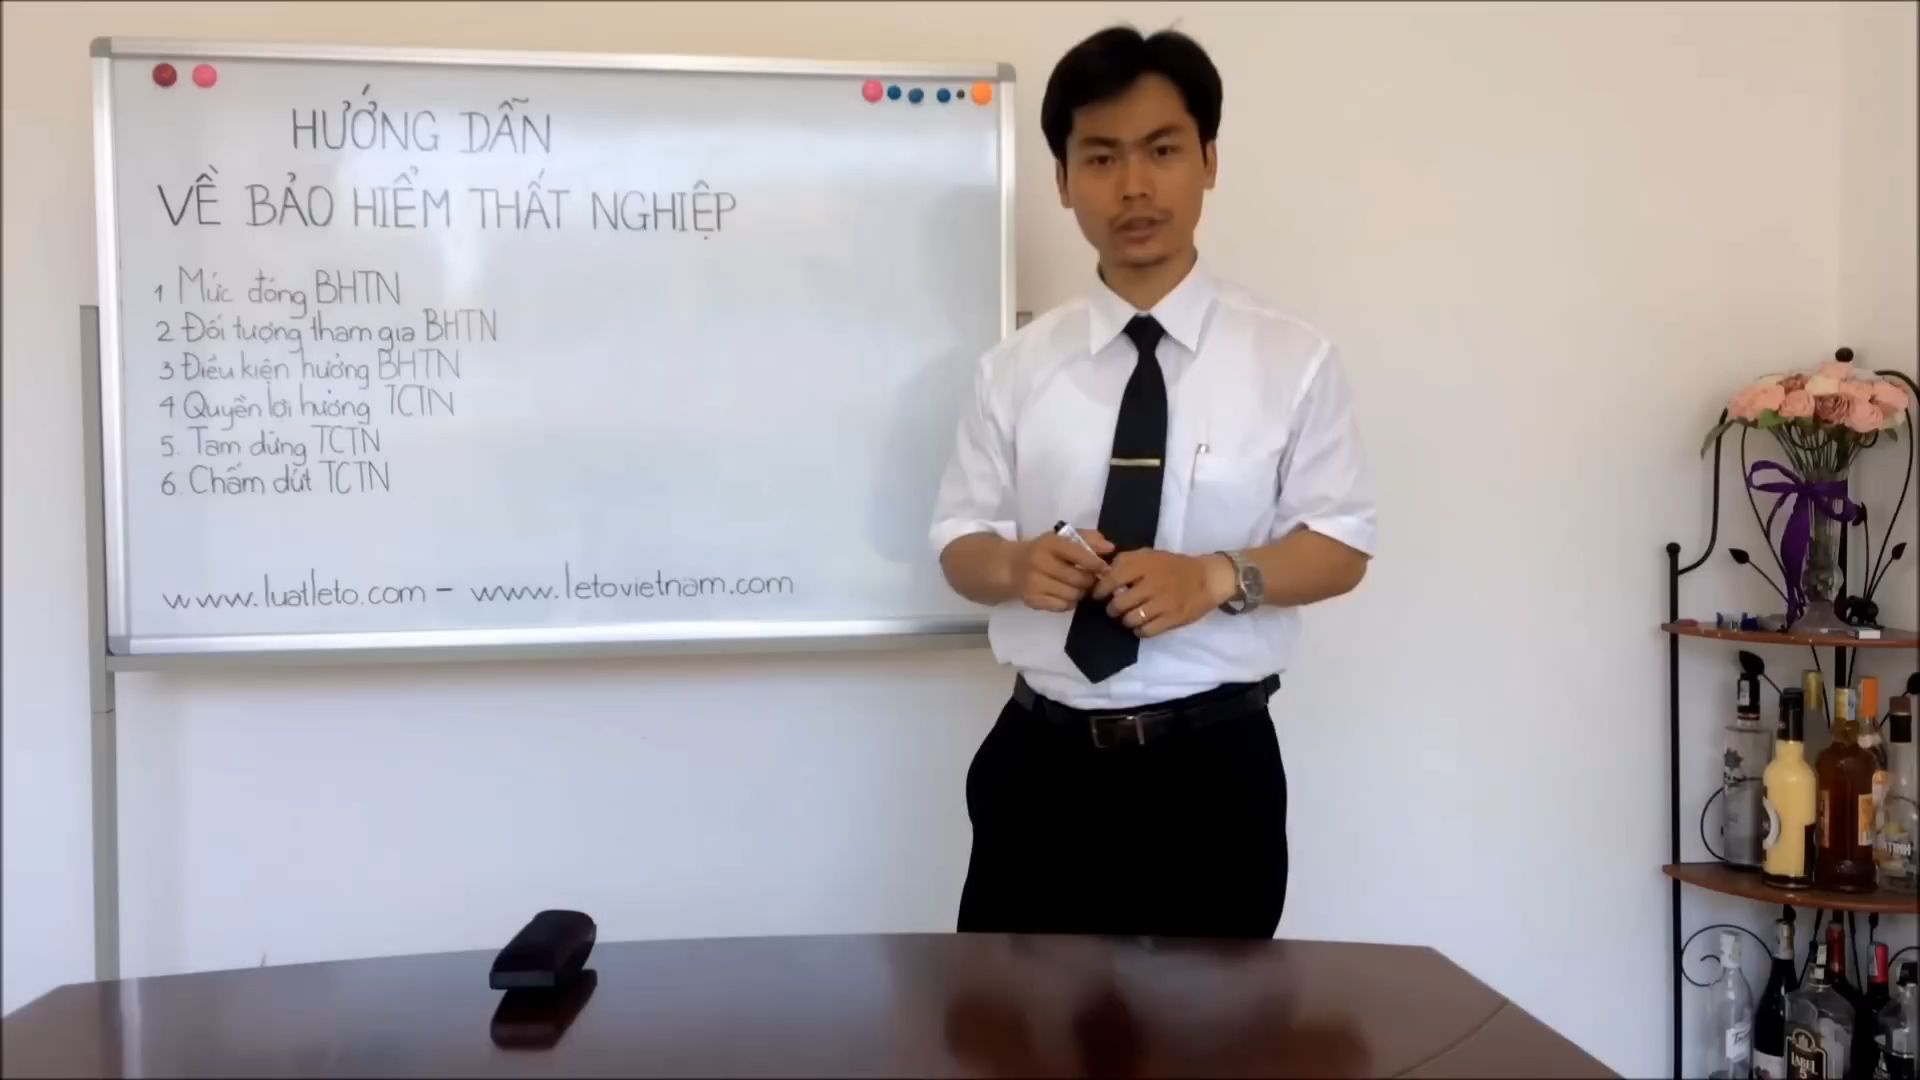 HƯỚNG DẪN
VỀ BẢO HIỂM THẤT NGHIỆP
1 Mức đóng BHTN
2 Đối tượng tham gia BHTN
3 Điều kiện hưởng BHTN
4 Quyền lợi hưởng TCTN
5. Tạm dừng TCTN
6 Chấm dứt TCTN
www.luatleto.com - www.letovietnam.com
LABEL
5